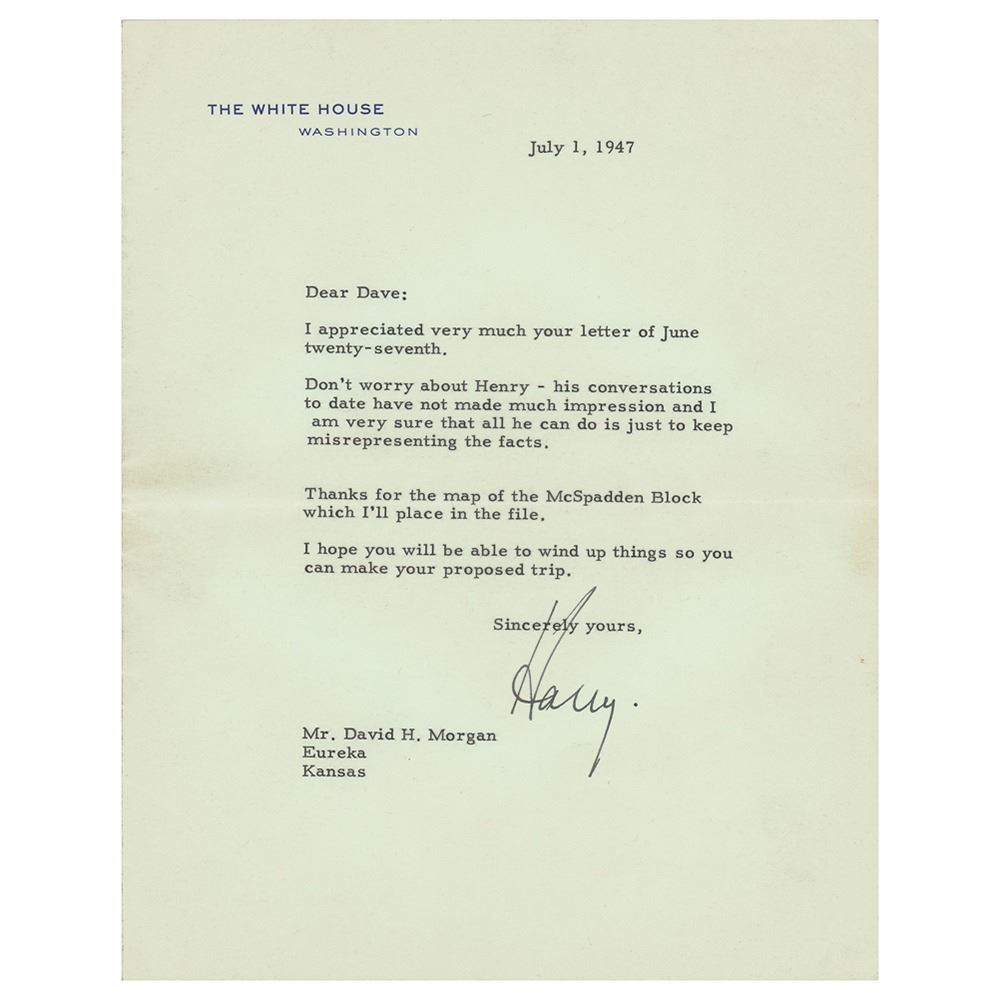 THE WHITE HOUSE
WASHINGTON
July 1, 1947
Dear Dave:
I appreciated very much your letter of June
twenty-seventh.
Don't worry about Henry - his conversations
to date have not made much impression and I
am very sure that all he can do is just to keep
misrepresenting the facts.
Thanks for the map of the McSpadden Block
which I'll place in the file.
I hope you will be able to wind up things so you
can make your proposed trip.
Sincerely yours,
Harry.
Mr. David H. Morgan
Eureka
Kansas